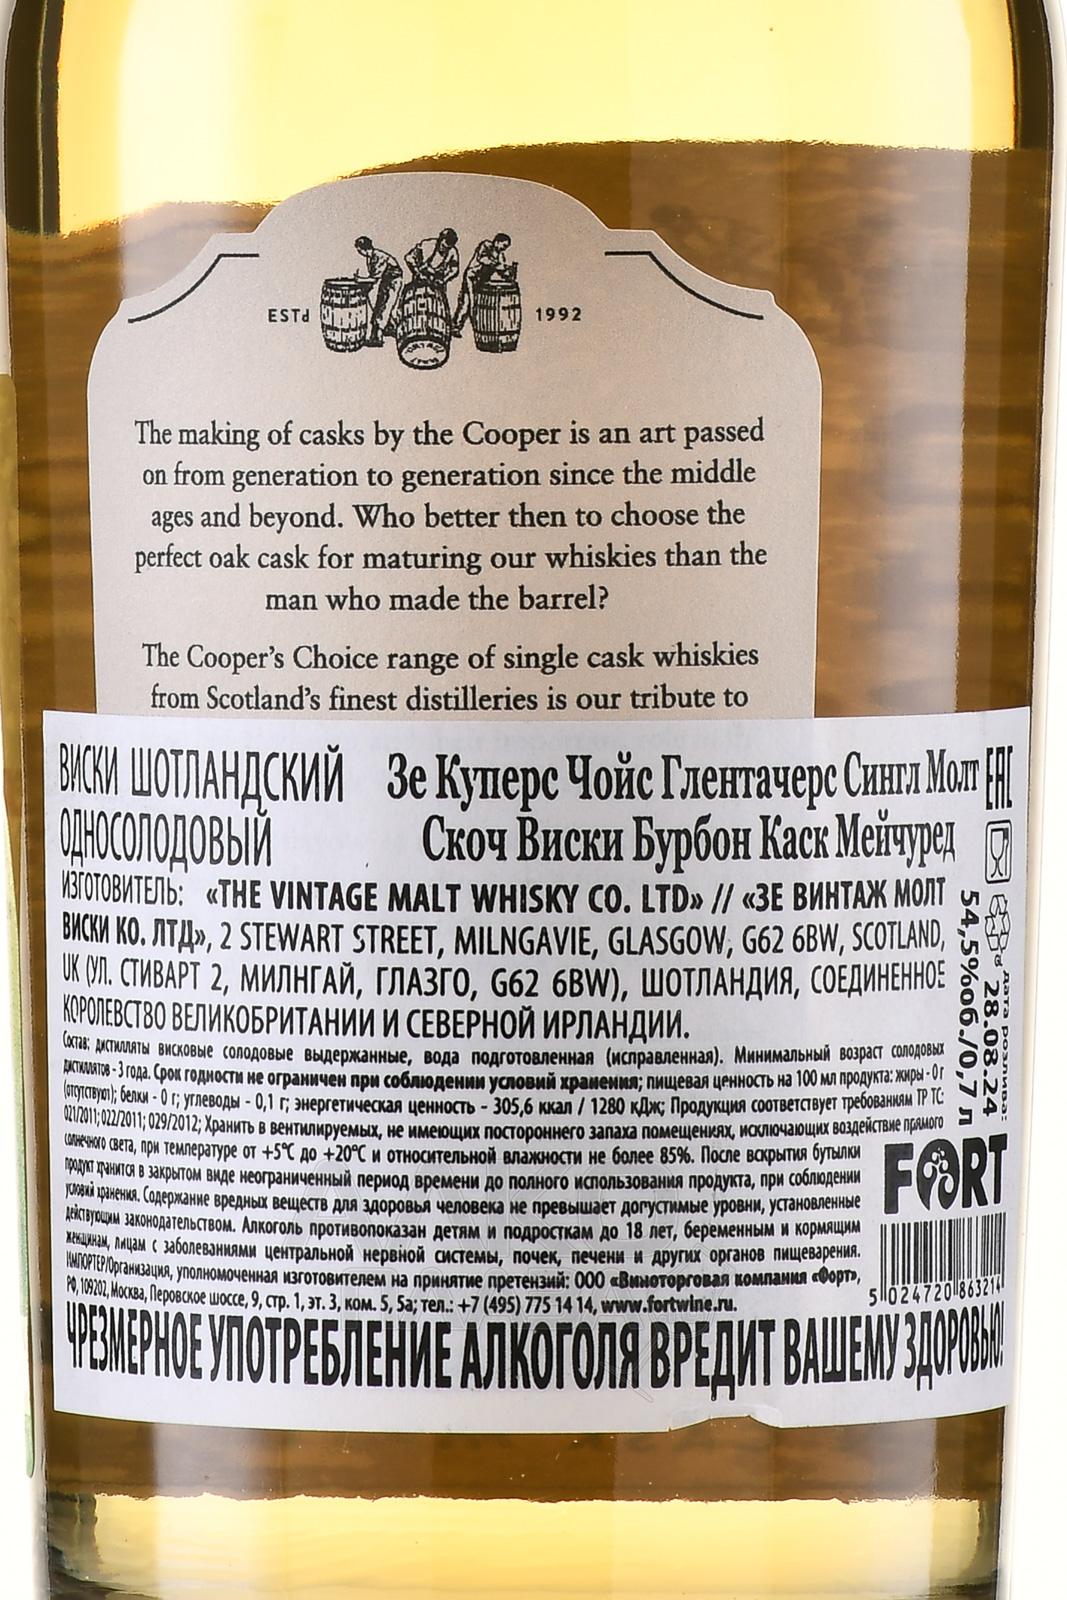 ESTd 1992
The making of casks by the Cooper is an art passed
on from generation to generation since the middle
ages and beyond. Who better then to choose the
perfect oak cask for maturing our whiskies than the
man who made the barrel?
The Cooper's Choice range of single cask whiskies
from Scotland's finest distilleries is our tribute to
ВИСКИ ШОТЛАНДСКИЙ
ОДНОСОЛОДОВЫЙ
Зе Куперс Чойс Глентачерс Сингл Молт
Скоч Виски Бурбон Каск Мейчуред
ИЗГОТОВИТЕЛЬ: «THE VINTAGE MALT WHISKY CO. LTD» // «ЗЕ ВИНТАЖ МОЛТ
ВИСКИ КО. ЛТД», 2 STEWART STREET, MILNGAVIE, GLASGOW, G62 6BW, SCOTLAND,
UK (УЛ. СТИВАРТ 2, МИЛНГАЙ, ГЛАЗГО, G62 6BW), ШОТЛАНДИЯ, СОЕДИНЕННОЕ
КОРОЛЕВСТВО ВЕЛИКОБРИТАНИИ И СЕВЕРНОЙ ИРЛАНДИИ.
Состав: дистилляты висковые солодовые выдержанные, вода подготовленная (исправленная). Минимальный возраст солодовых
дистиллятов - 3 года. Срок годности не ограничен при соблюдении условий хранения; пищевая ценность на 100 мл продукта: жиры - 0 г
(отсутствуют); белки - 0 г; углеводы - 0,1 г; энергетическая ценность - 305,6 ккал / 1280 кДж; Продукция соответствует требованиям ТР ТС:
021/2011; 022/2011; 029/2012; Хранить в вентилируемых, не имеющих постороннего запаха помещениях, исключающих воздействие прямого
солнечного света, при температуре от +5°С до +20°С и относительной влажности не более 85%. После вскрытия бутылки
продукт хранится в закрытом виде неограниченный период времени до полного использования продукта, при соблюдении
условий хранения. Содержание вредных веществ для здоровья человека не превышает допустимые уровни, установленные
действующим законодательством. Алкоголь противопоказан детям и подросткам до 18 лет, беременным и кормящим
женщинам, лицам с заболеваниями центральной нервной системы, почек, печени и других органов пищеварения.
ИМПОРТЕР/Организация, уполномоченная изготовителем на принятие претензий: ООО «Виноторговая компания «Форт»,
РФ, 109202, Москва, Перовское шоссе, 9, стр. 1, эт. 3, ком. 5, 5а; тел.: +7 (495) 775 14 14, www.fortwine.ru.
ЧРЕЗМЕРНОЕ УПОТРЕБЛЕНИЕ АЛКОГОЛЯ ВРЕДИТ ВАШЕМУ ЗДОРОВЬЮ!
EAC
54,5%об./0,7 л
дата розлива:
28.08.24
FORT
5 024720 863214